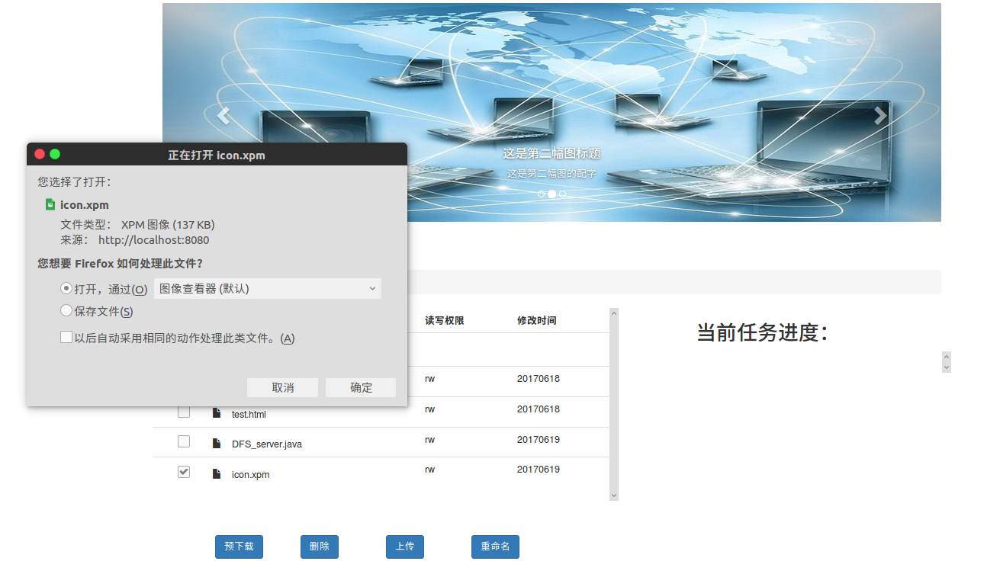 这是第二幅图标题
这是第二幅图的配字
正在打开 icon.xpm
您选择了打开:
icon.xpm
文件类型: XPM 图像 (137 KB)
来源: http://localhost:8080
您想要 Firefox 如何处理此文件?
打开，通过(O) 图像查看器 (默认)
保存文件(S)
以后自动采用相同的动作处理此类文件。(A)
取消 确定
读写权限 修改时间
当前任务进度：
rw 20170618
test.html rw 20170618
DFS_server.java rw 20170619
icon.xpm rw 20170619
预下载 删除 上传 重命名